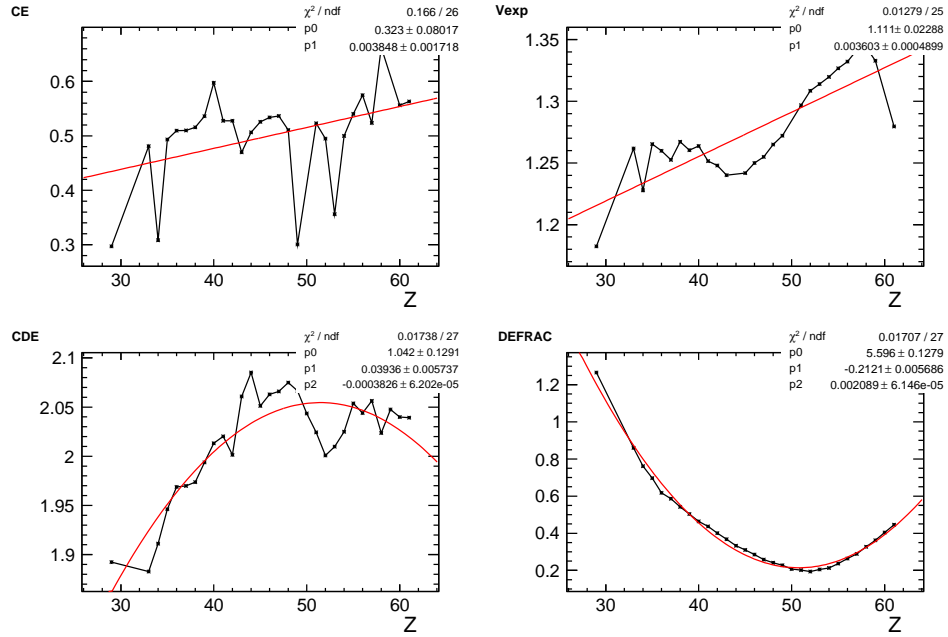 CE
χ² / ndf 0.166 / 26
p0 0.323 ± 0.08017
p1 0.003848 ± 0.001718
0.6
0.5
0.4
0.3
30 40 50 60
Z
Vexp
χ² / ndf 0.01279 / 25
p0 1.111 ± 0.02288
p1 0.003603 ± 0.0004899
1.35
1.3
1.25
1.2
30 40 50 60
Z
CDE
χ² / ndf 0.01738 / 27
p0 1.042 ± 0.1291
p1 0.03936 ± 0.005737
p2 -0.0003826 ± 6.202e-05
2.1
2.05
2
1.95
1.9
30 40 50 60
Z
DEFRAC
χ² / ndf 0.01707 / 27
p0 5.596 ± 0.1279
p1 -0.2121 ± 0.005686
p2 0.002089 ± 6.146e-05
1.2
1
0.8
0.6
0.4
0.2
30 40 50 60
Z